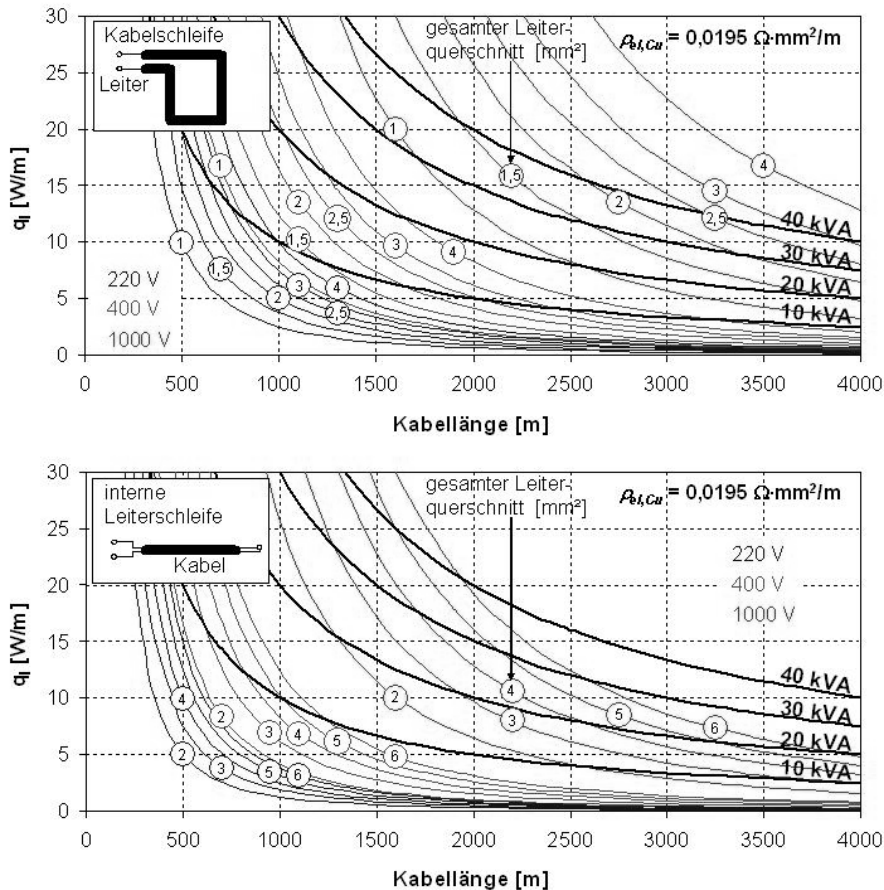 30
25
20
15
10
5
0
qₗ [W/m]
Kabelschleife
Leiter
gesamter Leiter-
querschnitt [mm²]
ρel,Cu = 0,0195 Ω·mm²/m
1
1
1,5
4
2
3
2,5
2
2,5
3
4
1
1,5
1
1,5
2
3
4
2,5
220 V
400 V
1000 V
40 kVA
30 kVA
20 kVA
10 kVA
0
500
1000
1500
2000
2500
3000
3500
4000
Kabellänge [m]
30
25
20
15
10
5
0
qₗ [W/m]
interne
Leiterschleife
Kabel
gesamter Leiter-
querschnitt [mm²]
ρel,Cu = 0,0195 Ω·mm²/m
220 V
400 V
1000 V
4
2
3
4
6
6
2
3
5
6
2
4
3
5
6
40 kVA
30 kVA
20 kVA
10 kVA
0
500
1000
1500
2000
2500
3000
3500
4000
Kabellänge [m]